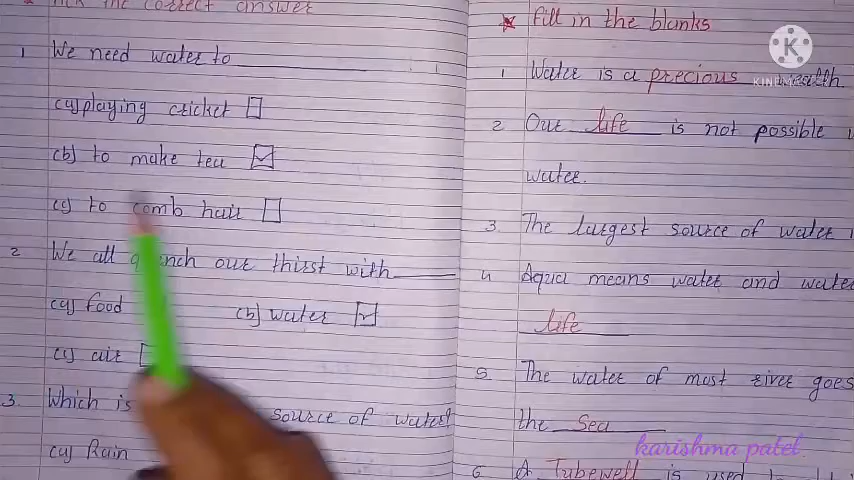 Tick the correct answer
1 We need water to
(a) playing cricket
(b) to make tea
(c) to comb hair
2 We all quench our thirst with
(a) food (b) water
(c) air
3. Which is source of water?
(a) Rain
Fill in the blanks
1 Water is a precious wealth.
2 Our life is not possible
water.
3. The largest source of water
4 Aqua means water and water
life
5 The water of most river goes
the Sea
6 A Tubewell is used to
K
KINEMASTER
karishma patel